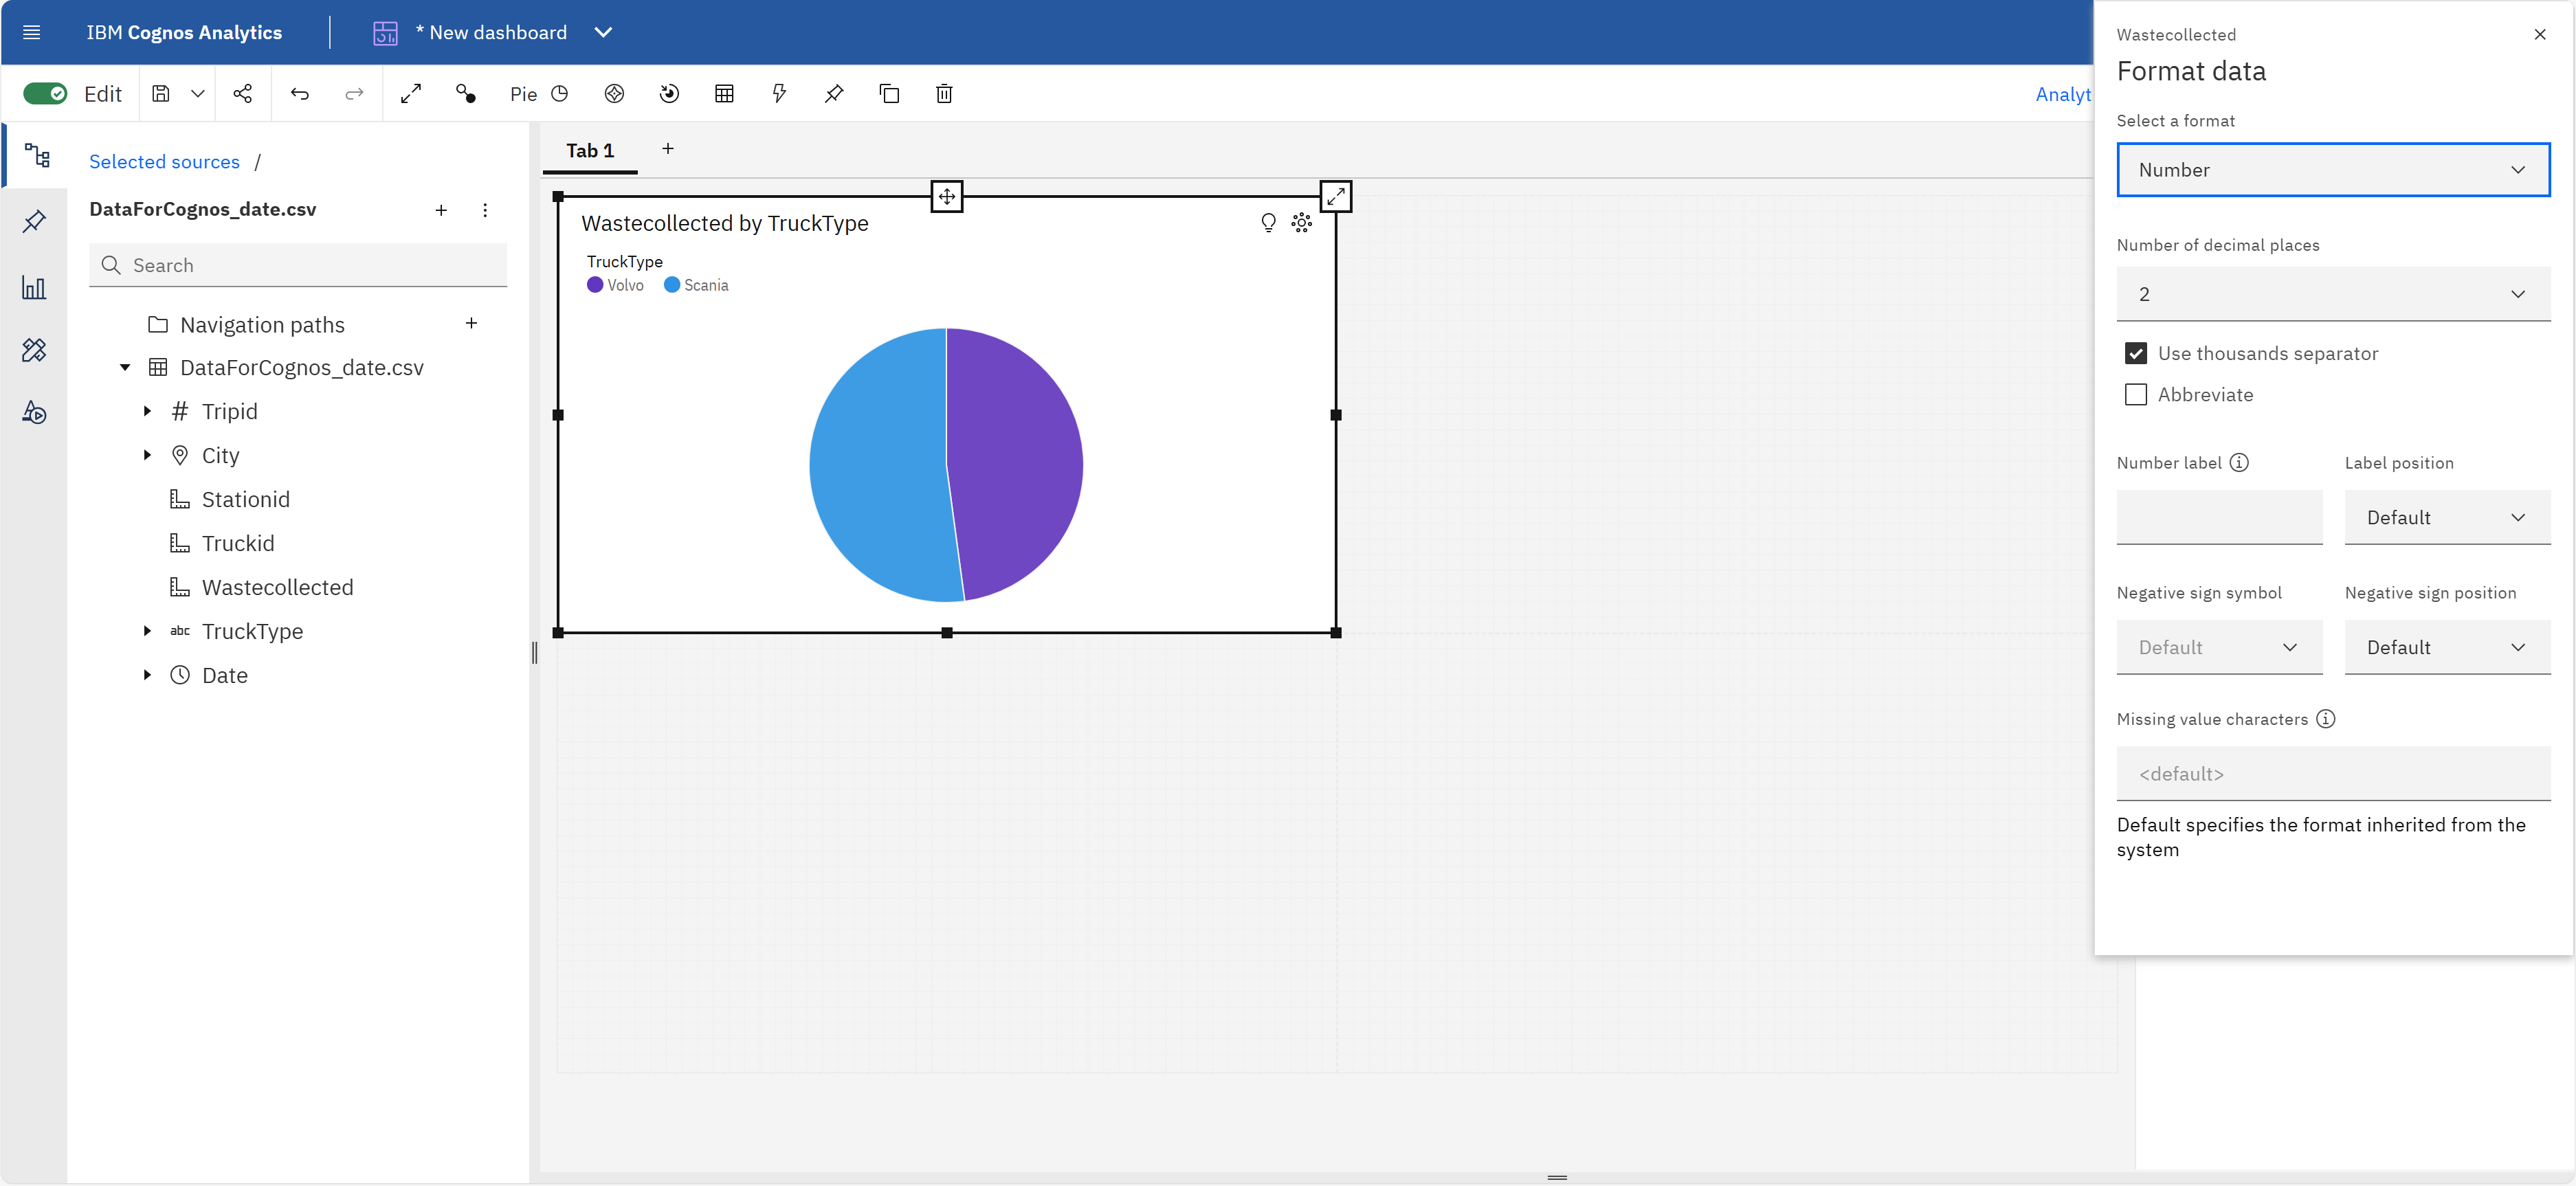 IBM Cognos Analytics
* New dashboard
Edit
Pie
Analyt
Selected sources /
DataForCognos_date.csv
Search
Navigation paths
DataForCognos_date.csv
Tripid
City
Stationid
Truckid
Wastecollected
abc TruckType
Date
Tab 1
Wastecollected by TruckType
TruckType
Volvo Scania
Wastecollected
Format data
Select a format
Number
Number of decimal places
2
Use thousands separator
Abbreviate
Number label Label position
Default
Negative sign symbol Negative sign position
Default Default
Missing value characters
<default>
Default specifies the format inherited from the
system